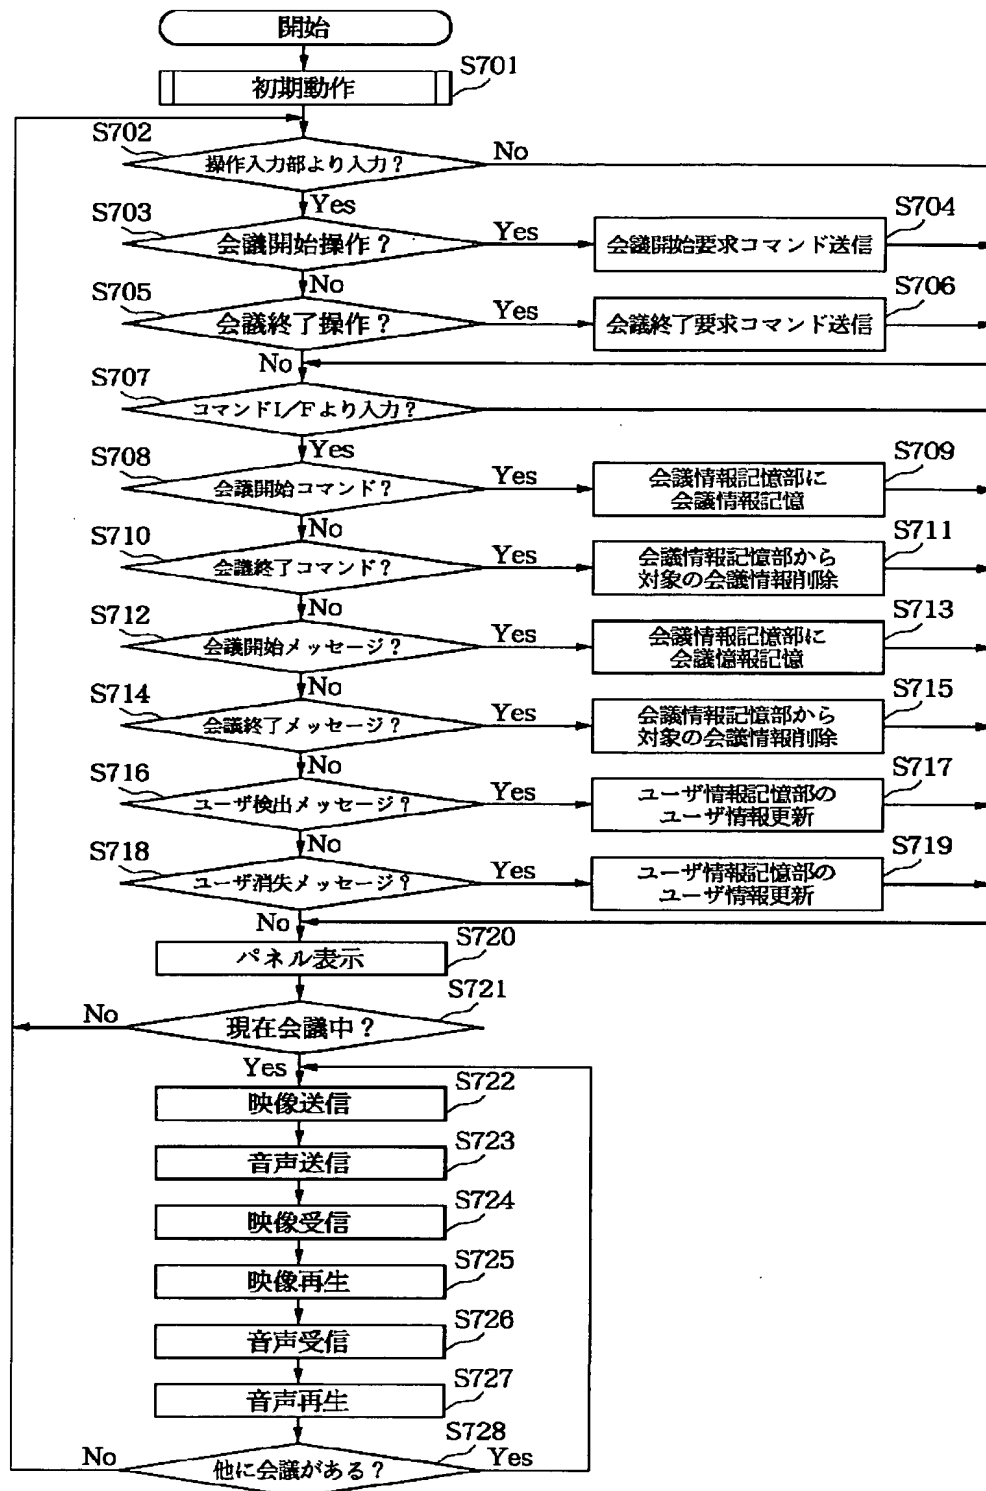 開始
初期動作
S701
S702
操作入力部より入力？
No
Yes
S703
会議開始操作？
Yes
S704
会議開始要求コマンド送信
No
S705
会議終了操作？
Yes
S706
会議終了要求コマンド送信
No
S707
コマンドI／Fより入力？
Yes
S708
会議開始コマンド？
Yes
S709
会議情報記憶部に
会議情報記憶
No
S710
会議終了コマンド？
Yes
S711
会議情報記憶部から
対象の会議情報削除
No
S712
会議開始メッセージ？
Yes
S713
会議情報記憶部に
会議億報記憶
No
S714
会議終了メッセージ？
Yes
S715
会議情報記憶部から
対象の会議情報削除
No
S716
ユーザ検出メッセージ？
Yes
S717
ユーザ情報記憶部の
ユーザ情報更新
No
S718
ユーザ消失メッセージ？
Yes
S719
ユーザ情報記憶部の
ユーザ情報更新
No
S720
パネル表示
S721
現在会議中？
No
Yes
S722
映像送信
S723
音声送信
S724
映像受信
S725
映像再生
S726
音声受信
S727
音声再生
S728
他に会議がある？
No
Yes